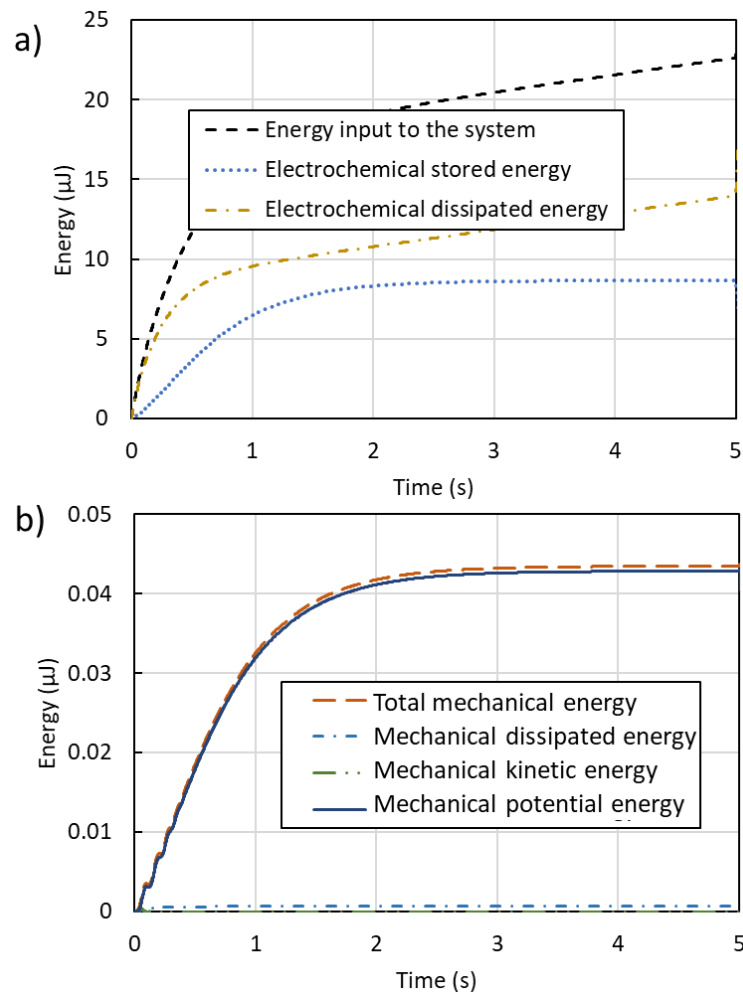 a)
25
20
15
10
5
0
Energy (µJ)
Energy input to the system
Electrochemical stored energy
Electrochemical dissipated energy
0 1 2 3 4 5
Time (s)
b)
0.05
0.04
0.03
0.02
0.01
0
Energy (µJ)
Total mechanical energy
Mechanical dissipated energy
Mechanical kinetic energy
Mechanical potential energy
0 1 2 3 4 5
Time (s)